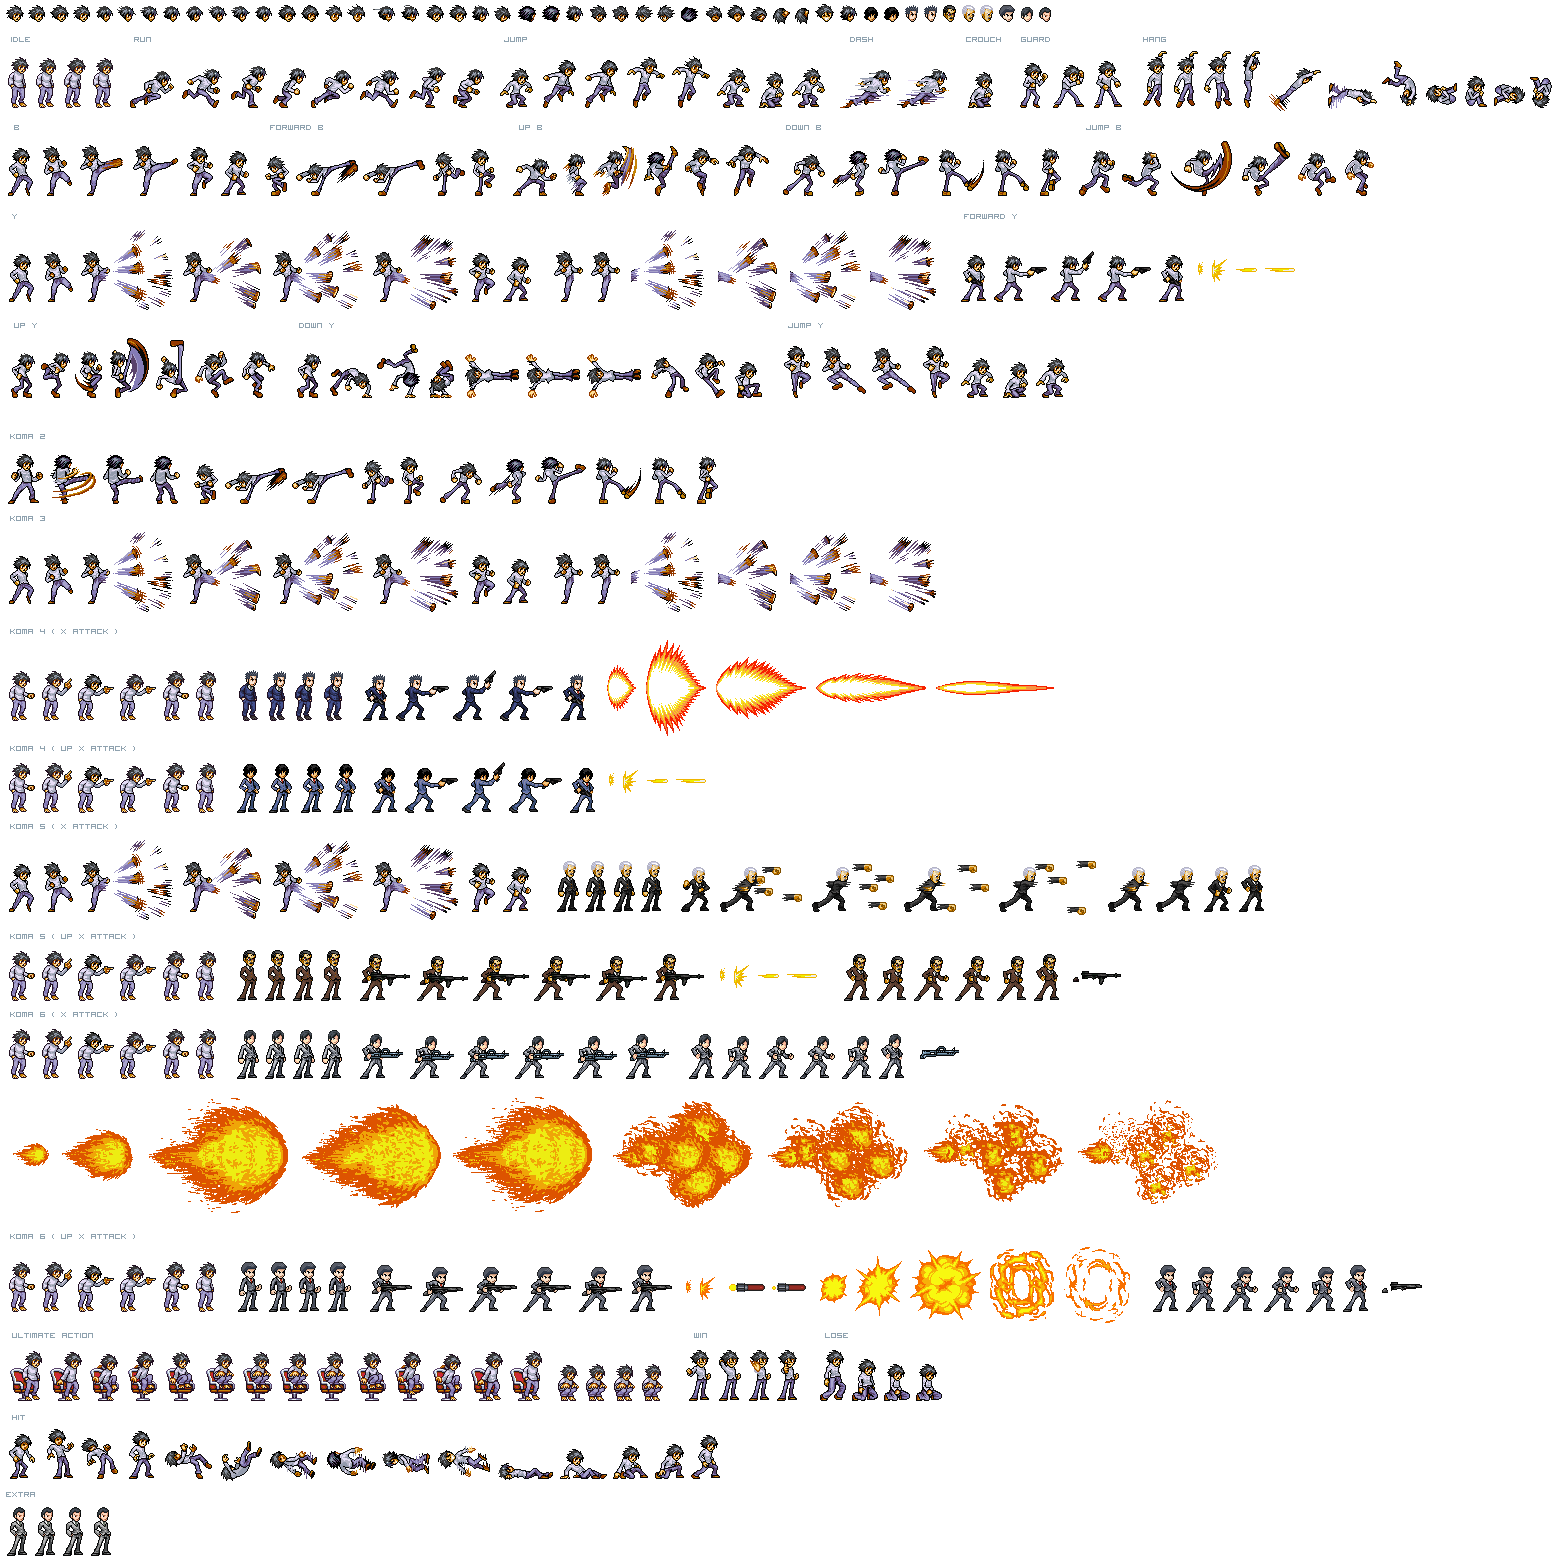 IDLE RUN JUMP DASH CROUCH GUARD HANG
B FORWARD B UP B DOWN B JUMP B
Y FORWARD Y
UP Y DOWN Y JUMP Y
KOMA 2
KOMA 3
KOMA 4 ( X ATTACK )
KOMA 4 ( UP X ATTACK )
KOMA 5 ( X ATTACK )
KOMA 5 ( UP X ATTACK )
KOMA 6 ( X ATTACK )
KOMA 6 ( UP X ATTACK )
ULTIMATE ACTION WIN LOSE
HIT
EXTRA